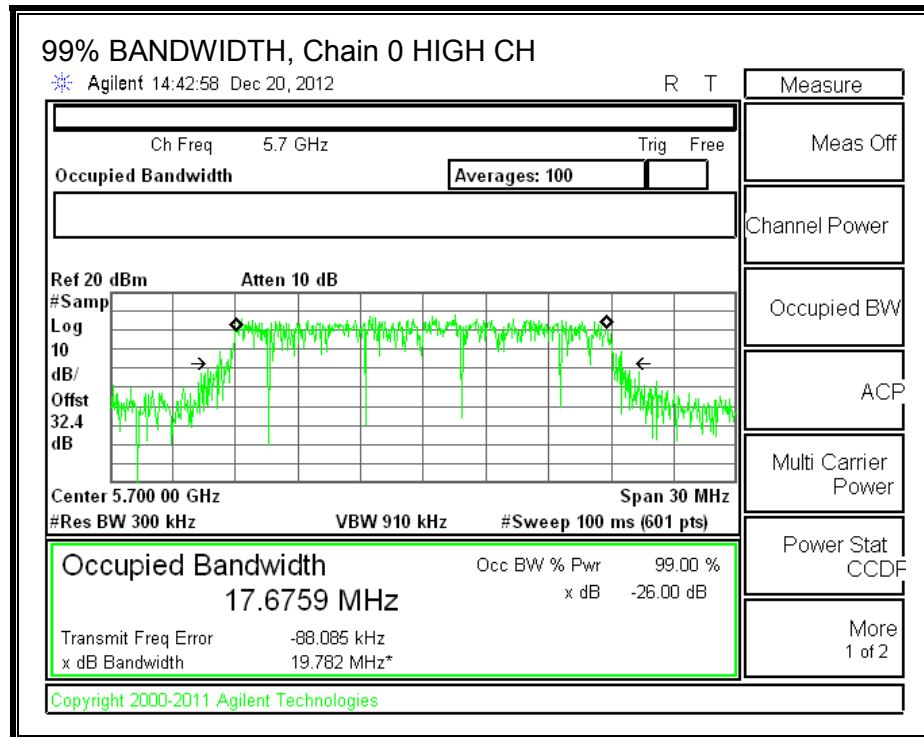 99% BANDWIDTH, Chain 0 HIGH CH
Agilent 14:42:58 Dec 20, 2012 R T
Measure
Ch Freq 5.7 GHz Trig Free
Occupied Bandwidth Averages: 100
Meas Off
Channel Power
Occupied BW
ACP
Multi Carrier
Power
Power Stat
CCDF
More
1 of 2
Ref 20 dBm Atten 10 dB
#Samp
Log
10
dB/
Offst
32.4
dB
Center 5.700 00 GHz Span 30 MHz
#Res BW 300 kHz VBW 910 kHz #Sweep 100 ms (601 pts)
Occupied Bandwidth Occ BW % Pwr 99.00 %
17.6759 MHz x dB -26.00 dB
Transmit Freq Error -88.085 kHz
x dB Bandwidth 19.782 MHz*
Copyright 2000-2011 Agilent Technologies